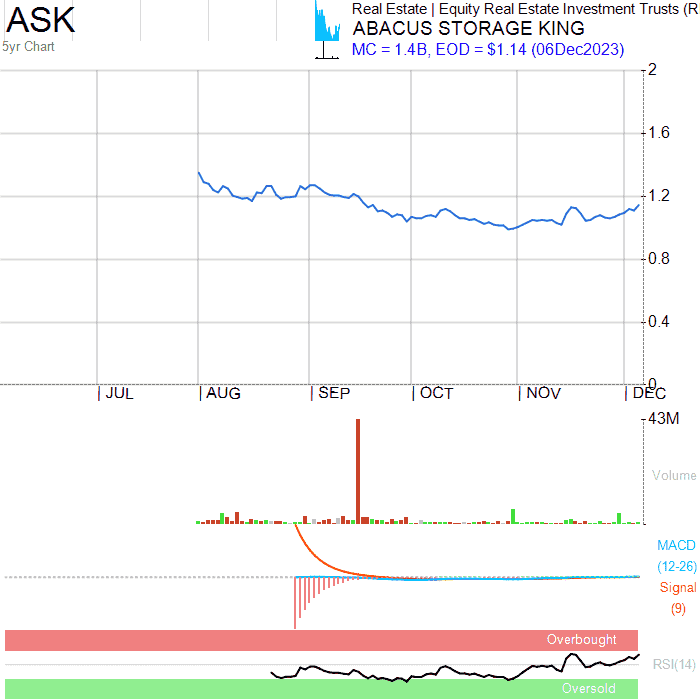 ASK
5yr Chart
Real Estate | Equity Real Estate Investment Trusts (R
ABACUS STORAGE KING
MC = 1.4B, EOD = $1.14 (06Dec2023)
2
1.6
1.2
0.8
0.4
0
JUL AUG SEP OCT NOV DEC
43M
Volume
MACD
(12-26)
Signal
(9)
Overbought
RSI(14)
Oversold